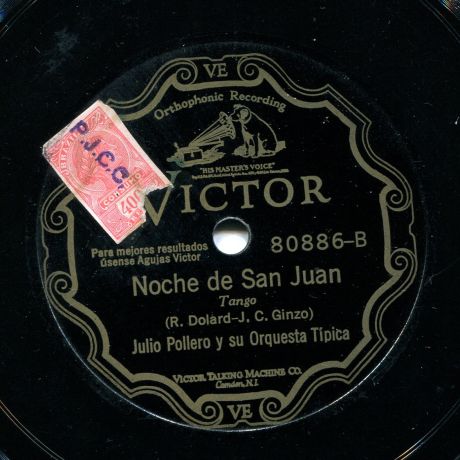 VE
Orthophonic Recording
"HIS MASTER'S VOICE"
P.J.C.C.
VICTOR
Para mejores resultados
úsense Agujas Victor
80886-B
Noche de San Juan
Tango
(R. Dolard-J. C. Ginzo)
Julio Pollero y su Orquesta Típica
VICTOR TALKING MACHINE CO.
Camden, N.J.
VE